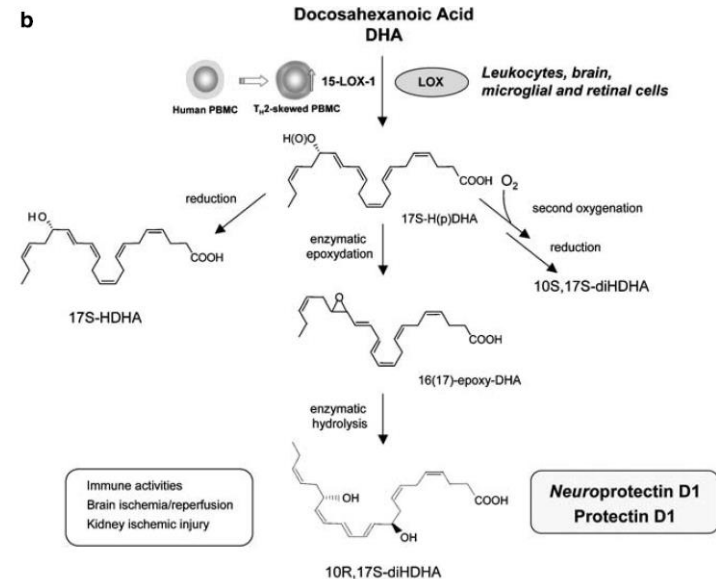 b
Docosahexanoic Acid
DHA
15-LOX-1
LOX
Leukocytes, brain,
microglial and retinal cells
Human PBMC
TH2-skewed PBMC
H(O)O
COOH
O2
17S-H(p)DHA
reduction
second oxygenation
reduction
10S,17S-diHDHA
HO
COOH
17S-HDHA
enzymatic
epoxydation
O
COOH
16(17)-epoxy-DHA
enzymatic
hydrolysis
Immune activities
Brain ischemia/reperfusion
Kidney ischemic injury
OH
COOH
OH
10R,17S-diHDHA
Neuroprotectin D1
Protectin D1